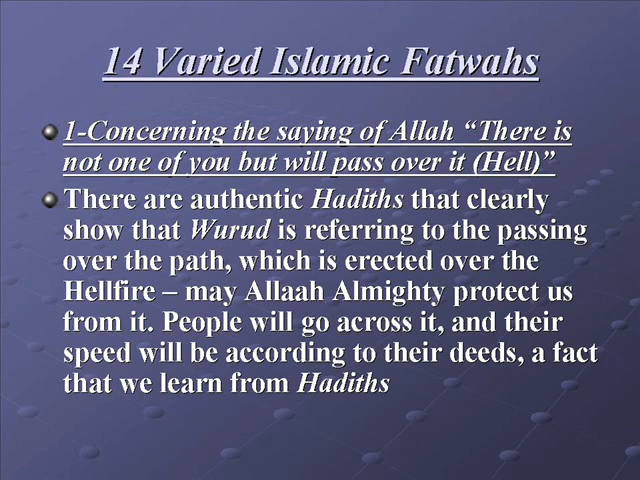 14 Varied Islamic Fatwahs
1-Concerning the saying of Allah “There is
not one of you but will pass over it (Hell)”
There are authentic Hadiths that clearly
show that Wurud is referring to the passing
over the path, which is erected over the
Hellfire – may Allaah Almighty protect us
from it. People will go across it, and their
speed will be according to their deeds, a fact
that we learn from Hadiths